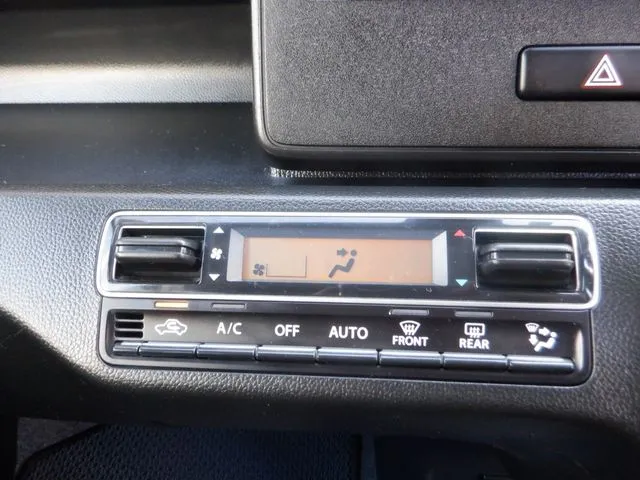 A/C OFF AUTO FRONT REAR